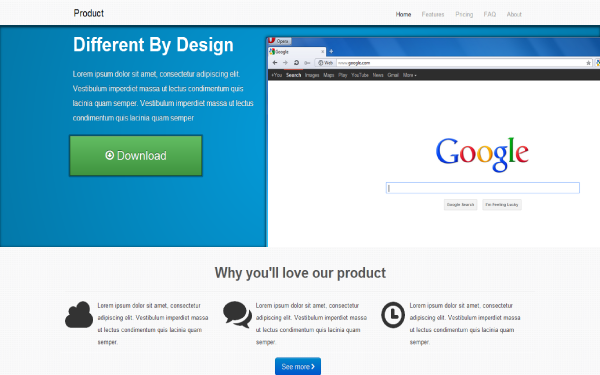 Product
Home Features Pricing FAQ About
Different By Design
Lorem ipsum dolor sit amet, consectetur adipiscing elit.
Vestibulum massa ut lectus condimentum quis
lacinia quam semper. Vestibulum imperdiet massa ut lectus
condimentum quis lacinia quam semper
Download
Opera
Google
Web www.google.com
+You Search Images Maps Play YouTube News Gmail More
Google
Google Search I'm Feeling Lucky
Why you'll love our product
Lorem ipsum dolor sit amet, consectetur
adipiscing elit. Vestibulum massa
ut lectus condimentum quis lacinia quam
semper.
Lorem ipsum dolor sit amet, consectetur
adipiscing elit. Vestibulum massa
ut lectus condimentum quis lacinia quam
semper.
Lorem ipsum dolor sit amet, consectetur
adipiscing elit. Vestibulum massa
ut lectus condimentum quis lacinia quam
semper.
See more